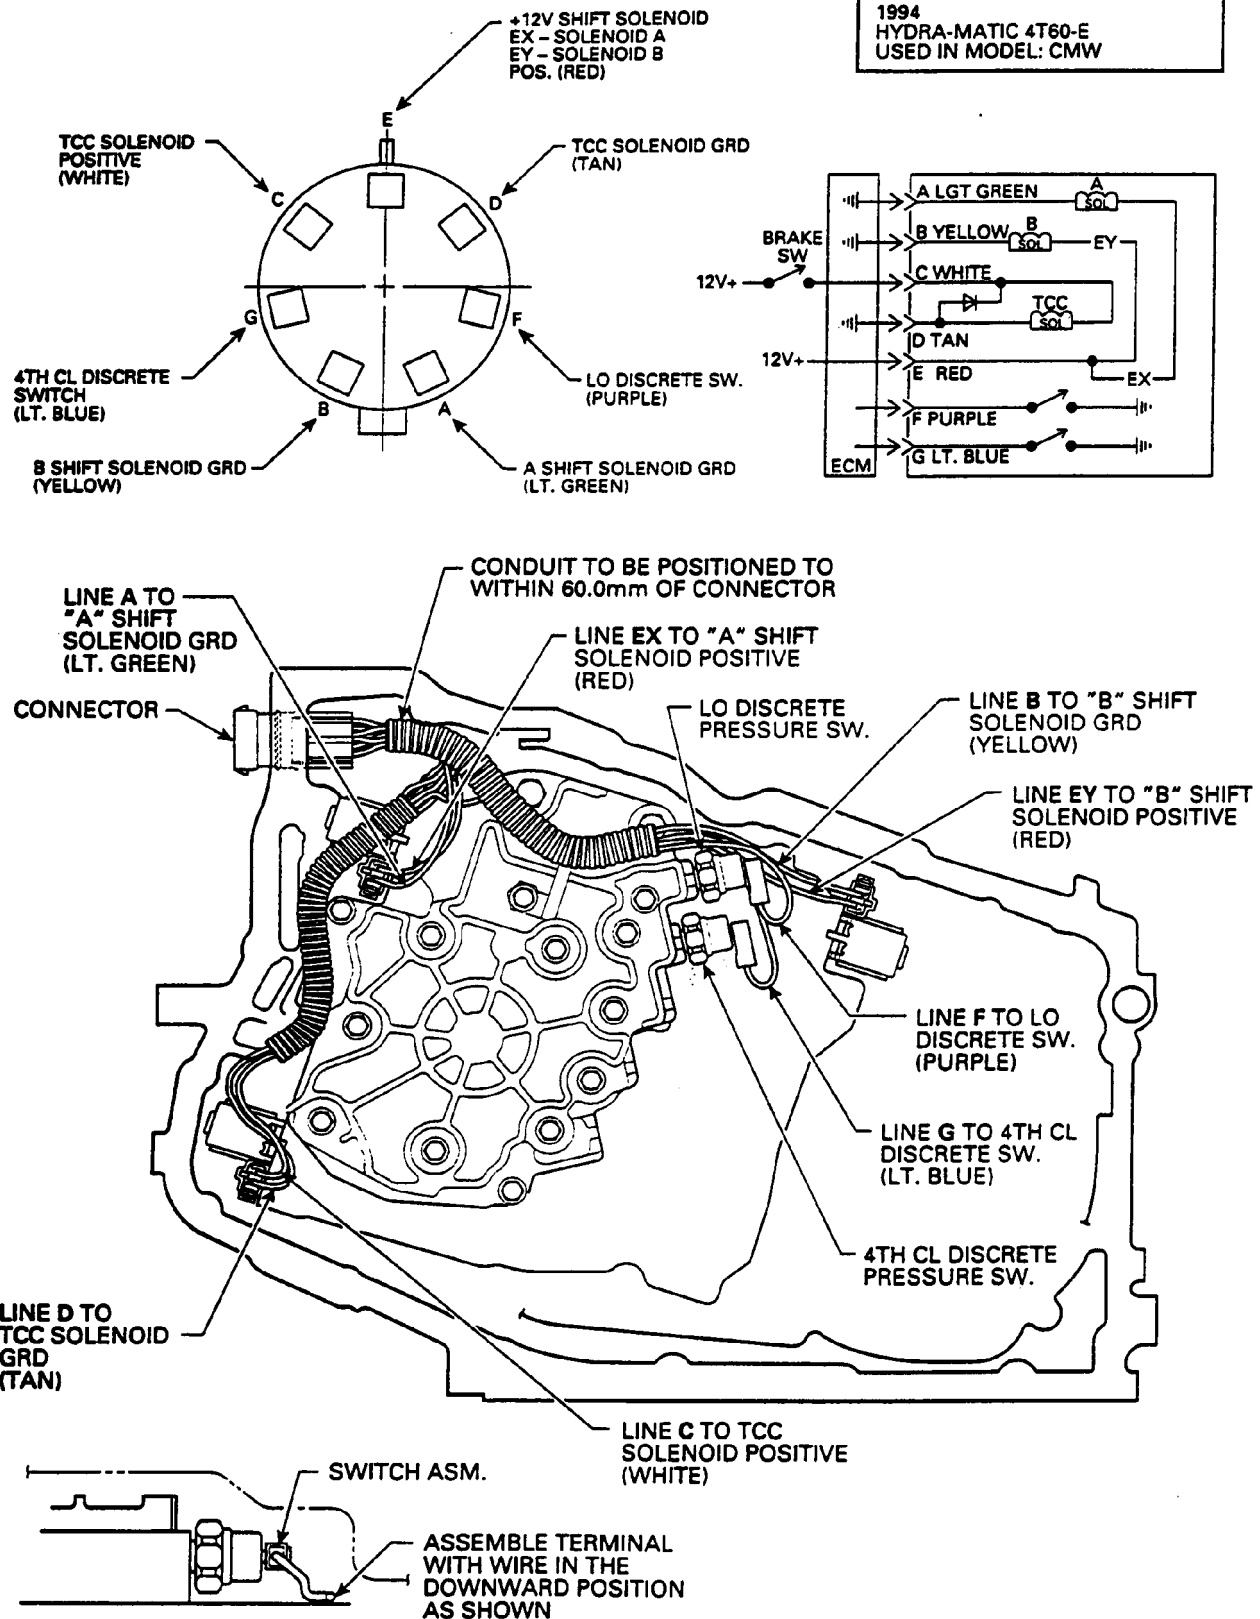 +12V SHIFT SOLENOID
EX – SOLENOID A
EY – SOLENOID B
POS. (RED)
1994
HYDRA-MATIC 4T60-E
USED IN MODEL: CMW
E
TCC SOLENOID
POSITIVE
(WHITE)
TCC SOLENOID GRD
(TAN)
C
D
G
F
4TH CL DISCRETE
SWITCH
(LT. BLUE)
LO DISCRETE SW.
(PURPLE)
B
A
B SHIFT SOLENOID GRD
(YELLOW)
A SHIFT SOLENOID GRD
(LT. GREEN)
A LGT GREEN
A
SOL
B YELLOW
B
SOL
EY
BRAKE
SW
12V+
C WHITE
TCC
SOL
D TAN
12V+
E RED
EX
F PURPLE
G LT. BLUE
ECM
CONDUIT TO BE POSITIONED TO
WITHIN 60.0mm OF CONNECTOR
LINE A TO
"A" SHIFT
SOLENOID GRD
(LT. GREEN)
LINE EX TO "A" SHIFT
SOLENOID POSITIVE
(RED)
CONNECTOR
LO DISCRETE
PRESSURE SW.
LINE B TO "B" SHIFT
SOLENOID GRD
(YELLOW)
LINE EY TO "B" SHIFT
SOLENOID POSITIVE
(RED)
LINE F TO LO
DISCRETE SW.
(PURPLE)
LINE G TO 4TH CL
DISCRETE SW.
(LT. BLUE)
4TH CL DISCRETE
PRESSURE SW.
LINE D TO
TCC SOLENOID
GRD
(TAN)
LINE C TO TCC
SOLENOID POSITIVE
(WHITE)
SWITCH ASM.
ASSEMBLE TERMINAL
WITH WIRE IN THE
DOWNWARD POSITION
AS SHOWN